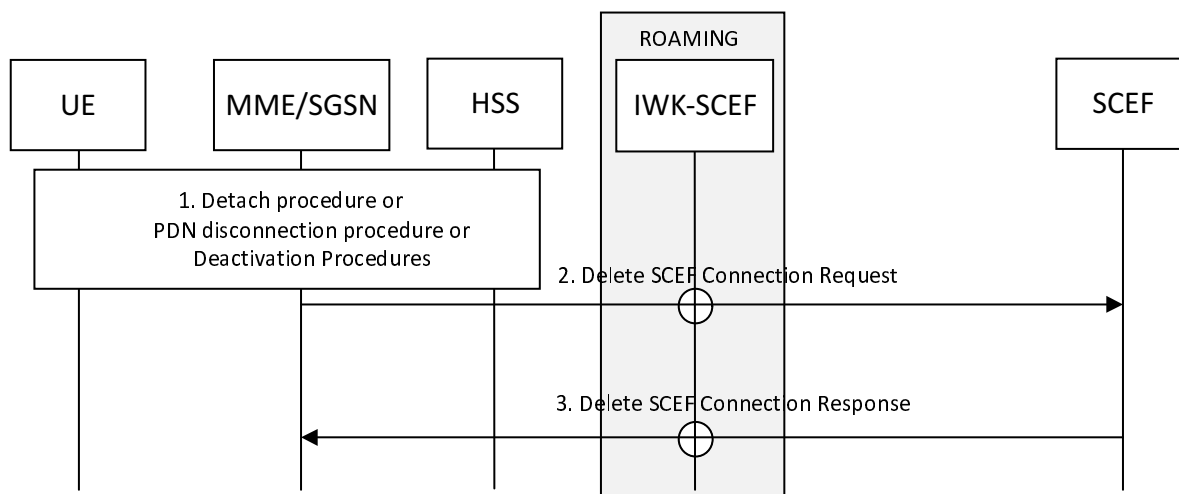 ROAMING
UE
MME/SGSN
HSS
IWK-SCEF
SCEF
1. Detach procedure or
PDN disconnection procedure or
Deactivation Procedures
2. Delete SCEF Connection Request
3. Delete SCEF Connection Response